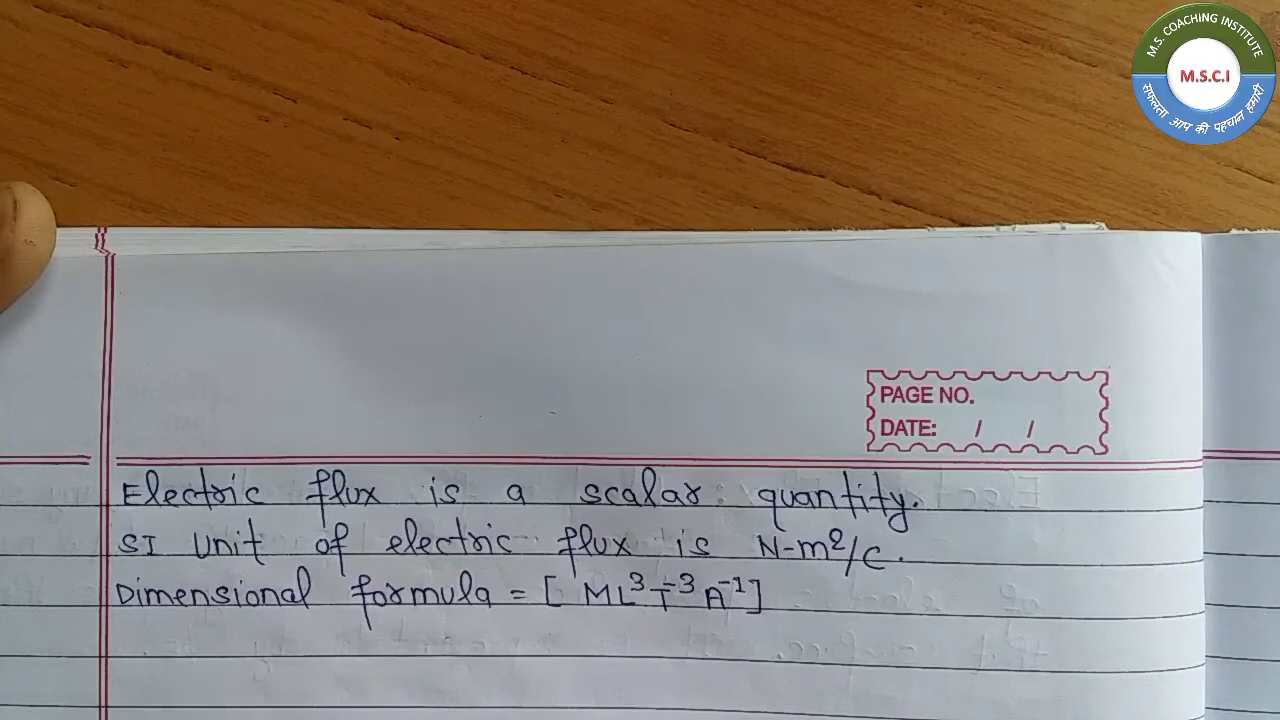 M.S. COACHING INSTITUTE
M.S.C.I
सफलता आप की पहचान हमारी
PAGE NO.
DATE: / /
Electric flux is a scalar quantity.
SI Unit of electric flux is N-m²/C.
Dimensional formula = [ ML³T⁻³A⁻¹]